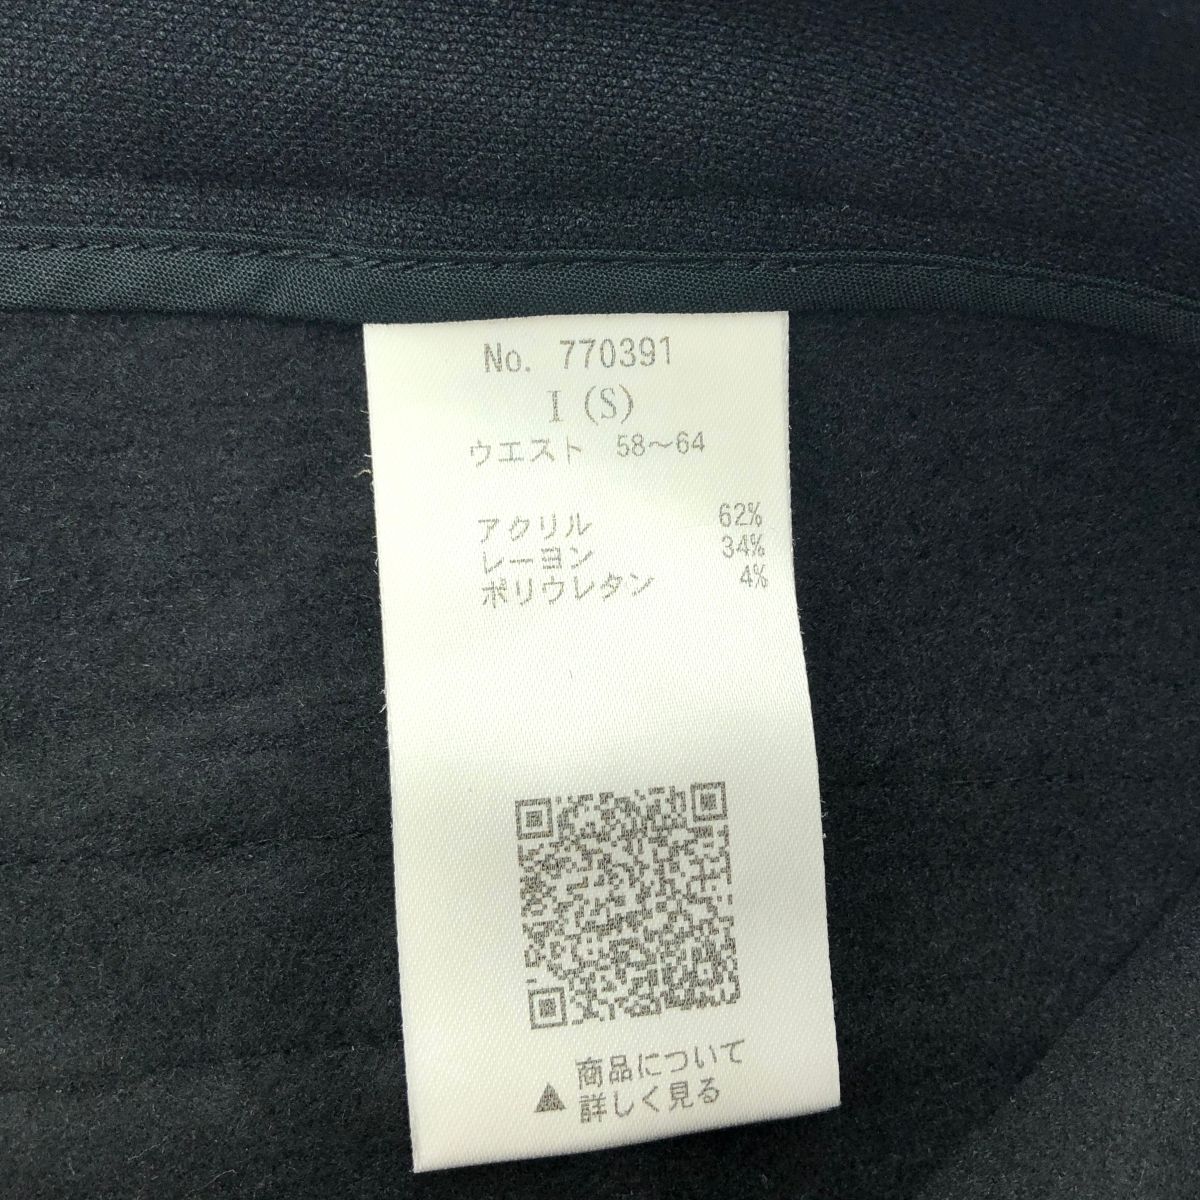 No. 770391
I (S)
ウエスト 58〜64
アクリル 62%
レーヨン 34%
ポリウレタン 4%
商品について
▲ 詳しく見る